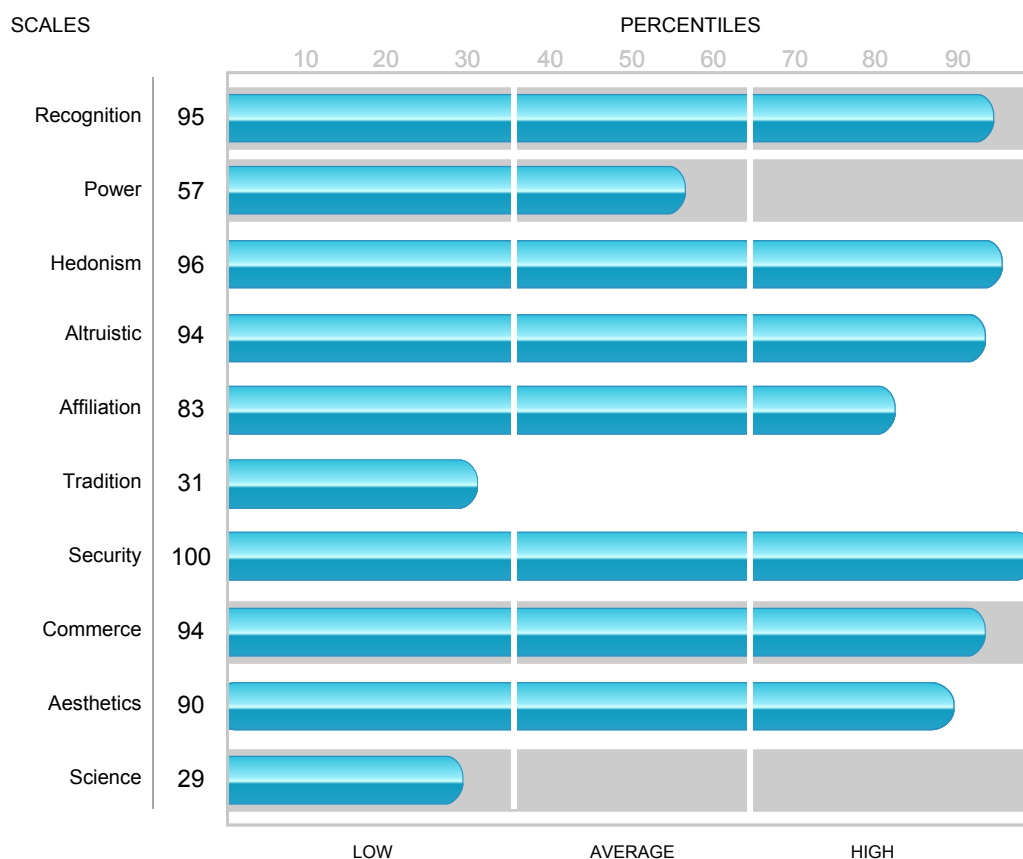 SCALES PERCENTILES
10 20 30 40 50 60 70 80 90
Recognition 95
Power 57
Hedonism 96
Altruistic 94
Affiliation 83
Tradition 31
Security 100
Commerce 94
Aesthetics 90
Science 29
LOW AVERAGE HIGH